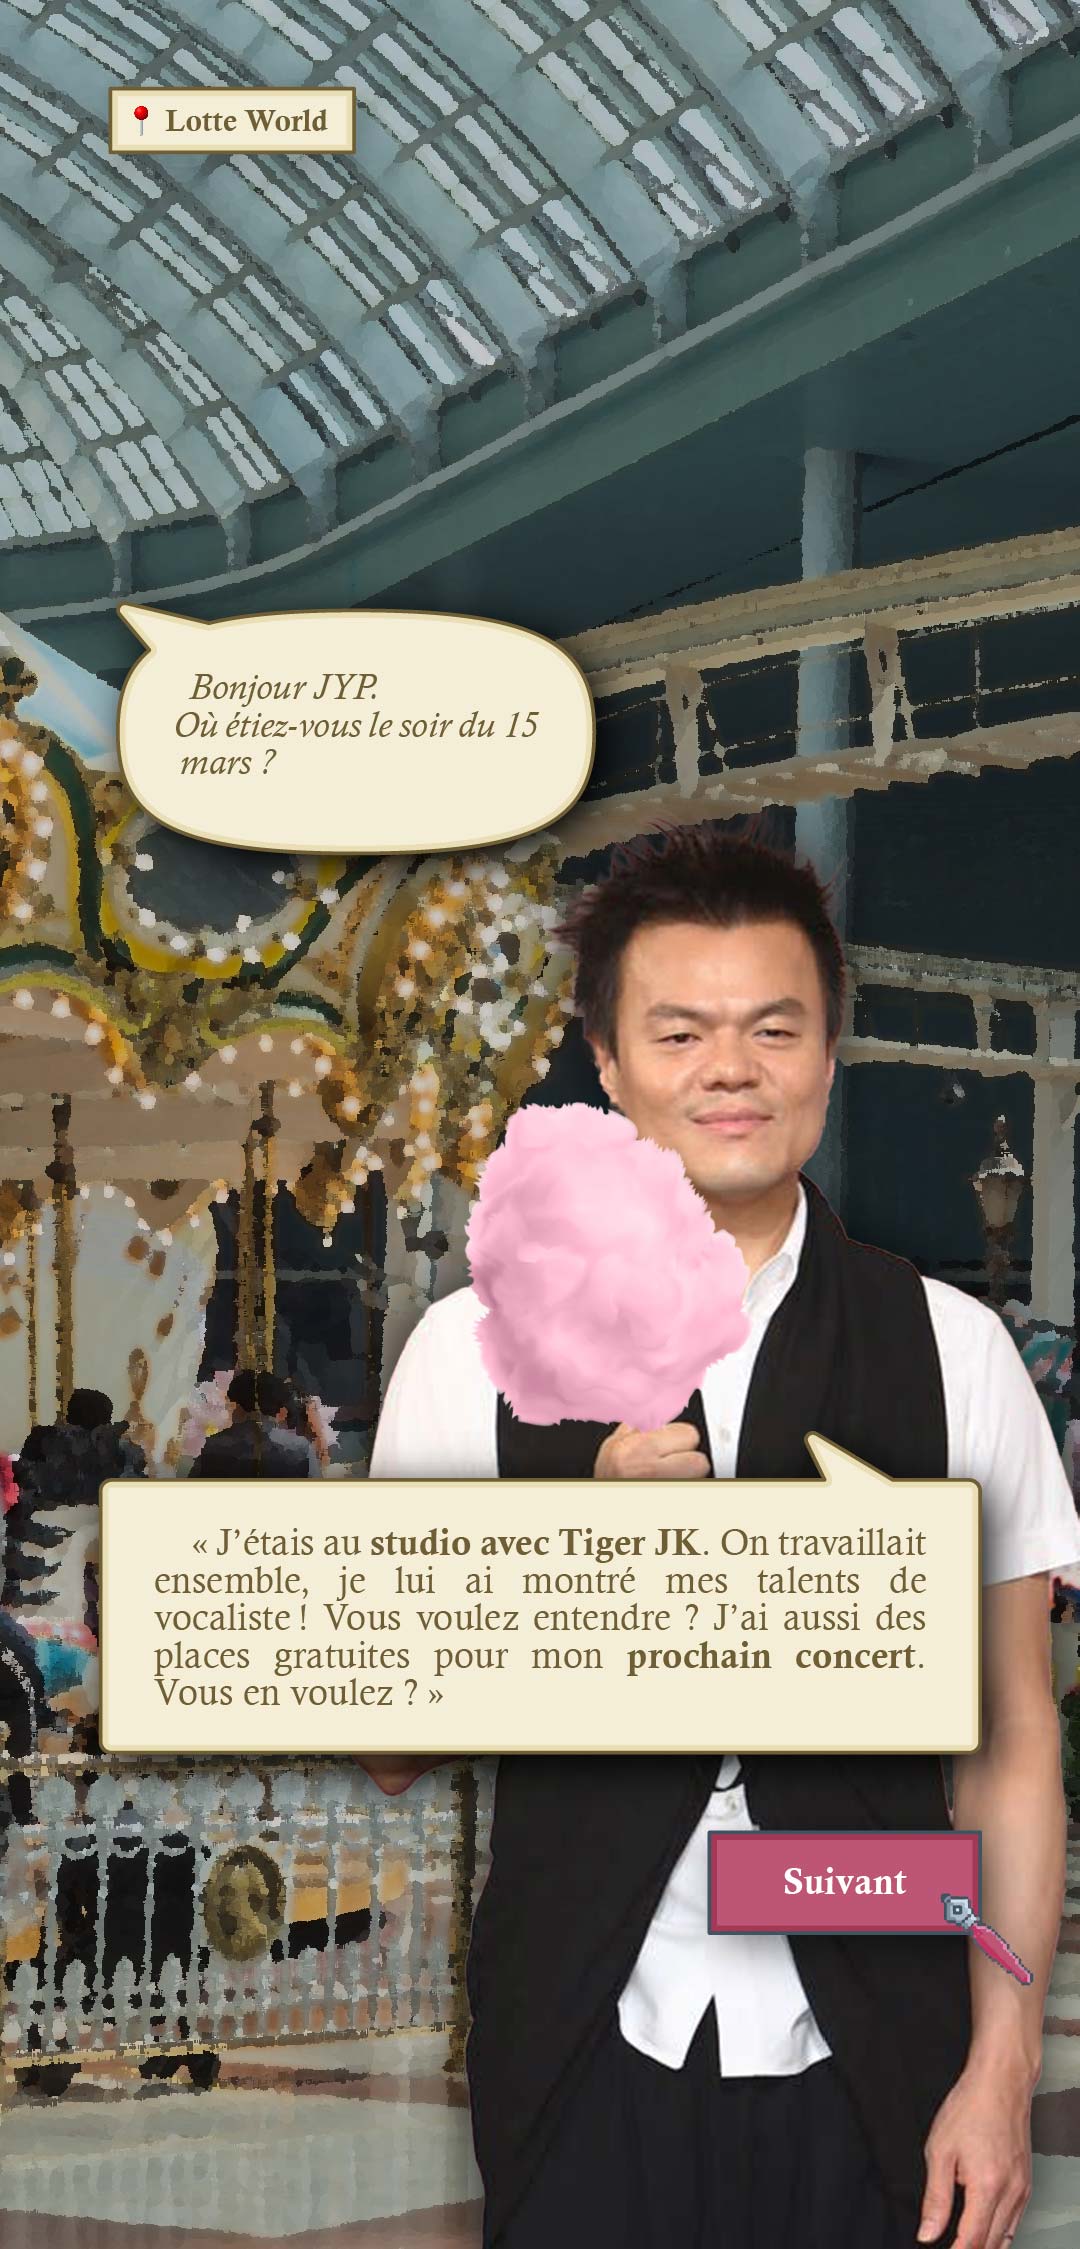 Lotte World
Bonjour JYP.
Où étiez-vous le soir du 15
mars ?
« J’étais au studio avec Tiger JK. On travaillait
ensemble, je lui ai montré mes talents de
vocaliste ! Vous voulez entendre ? J’ai aussi des
places gratuites pour mon prochain concert.
Vous en voulez ? »
Suivant